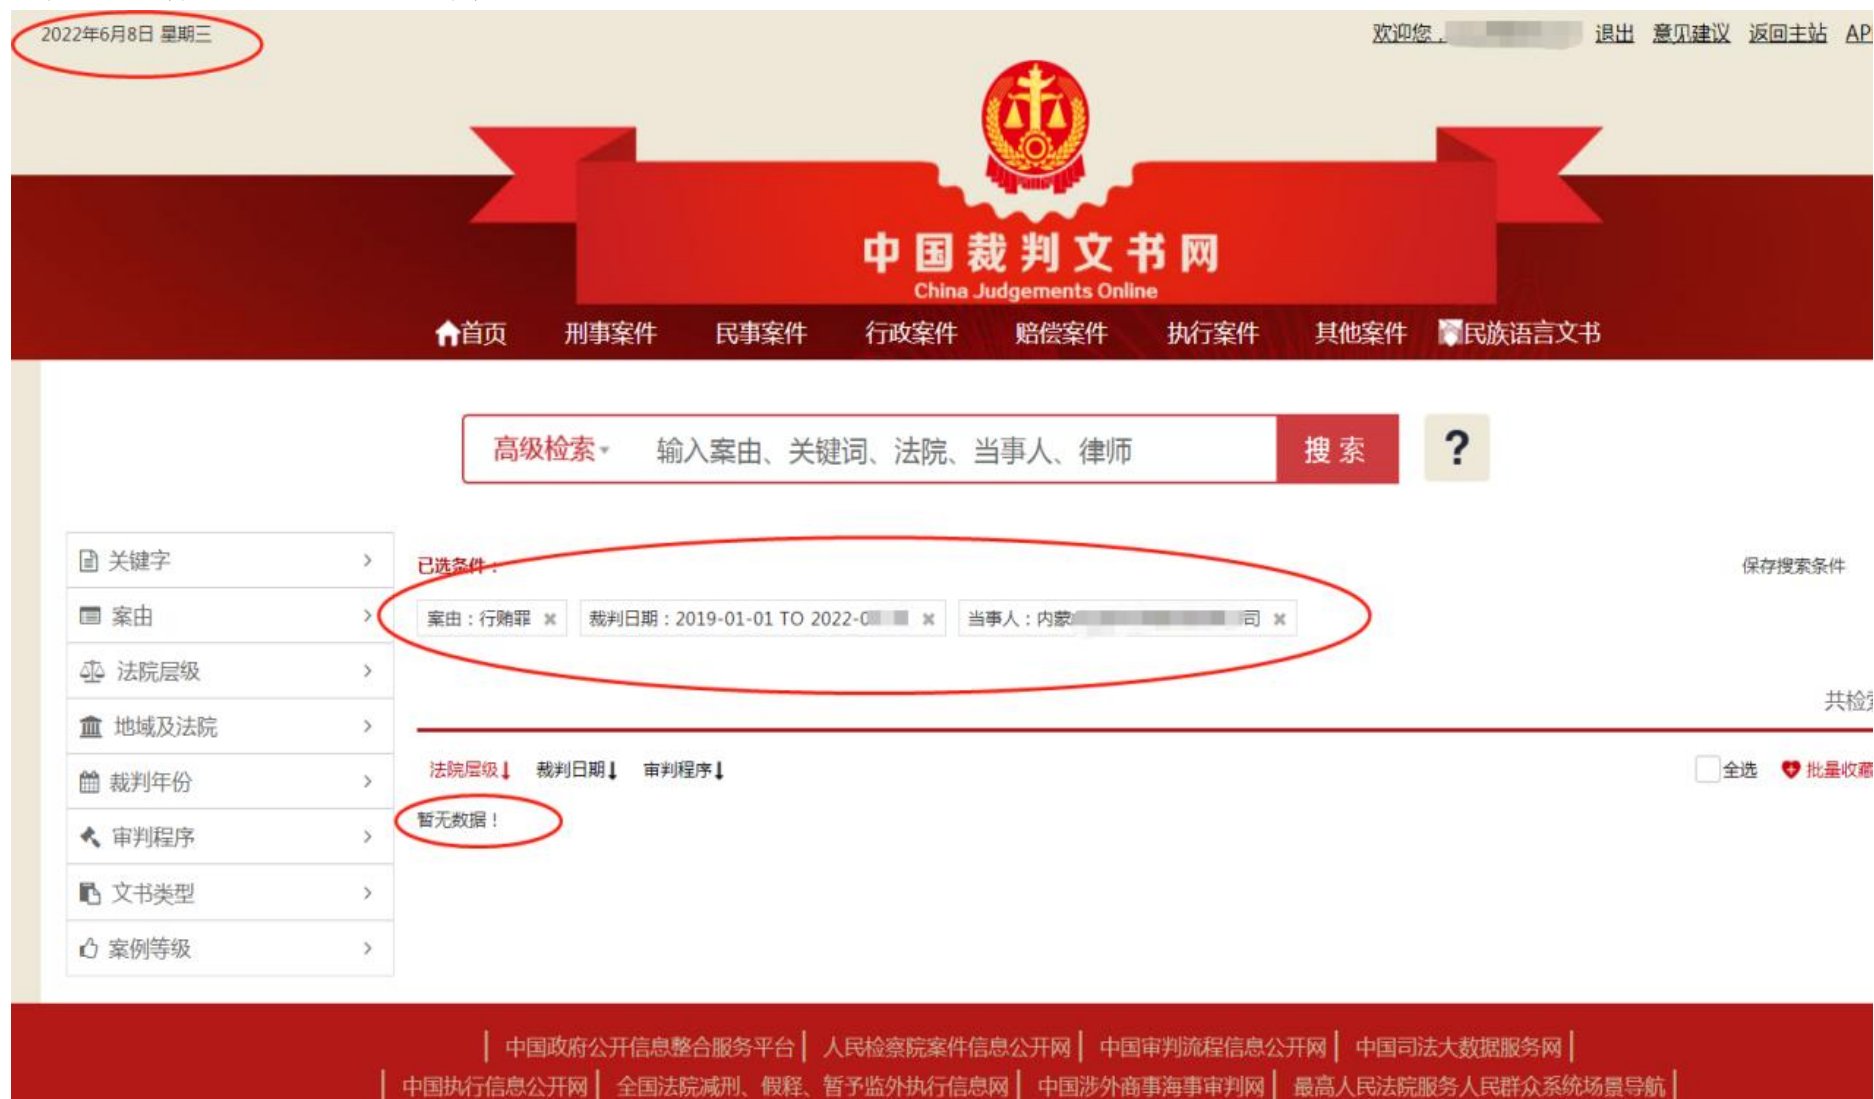 2022年6月8日 星期三
欢迎您， 退出 意见建议 返回主站 AP
中国裁判文书网
China Judgements Online
首页 刑事案件 民事案件 行政案件 赔偿案件 执行案件 其他案件 民族语言文书
高级检索 输入案由、关键词、法院、当事人、律师 搜索 ?
关键字
案由
法院层级
地域及法院
裁判年份
审判程序
文书类型
案例等级
已选条件： 保存搜索条件
案由：行贿罪 裁判日期：2019-01-01 TO 2022-0 当事人：内蒙 司
共检索
法院层级 裁判日期 审判程序 全选 批量收藏
暂无数据！
中国政府公开信息整合服务平台 人民检察院案件信息公开网 中国审判流程信息公开网 中国司法大数据服务网
中国执行信息公开网 全国法院减刑、假释、暂予监外执行信息网 中国涉外商事海事审判网 最高人民法院服务人民群众系统场景导航